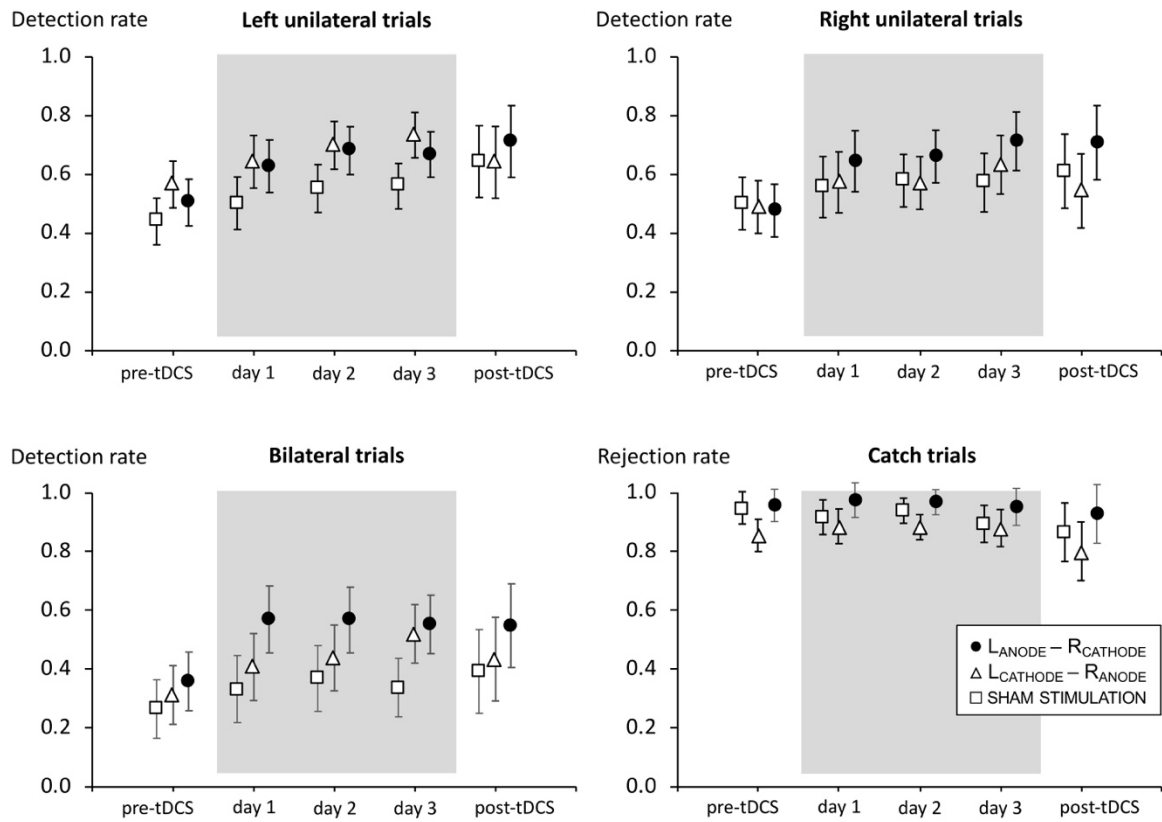 Detection rate
Left unilateral trials
1.0
0.8
0.6
0.4
0.2
0.0
pre-tDCS
day 1
day 2
day 3
post-tDCS
Detection rate
Right unilateral trials
1.0
0.8
0.6
0.4
0.2
0.0
pre-tDCS
day 1
day 2
day 3
post-tDCS
Detection rate
Bilateral trials
1.0
0.8
0.6
0.4
0.2
0.0
pre-tDCS
day 1
day 2
day 3
post-tDCS
Rejection rate
Catch trials
1.0
0.8
0.6
0.4
0.2
0.0
L ANODE – R CATHODE
L CATHODE – R ANODE
SHAM STIMULATION
pre-tDCS
day 1
day 2
day 3
post-tDCS